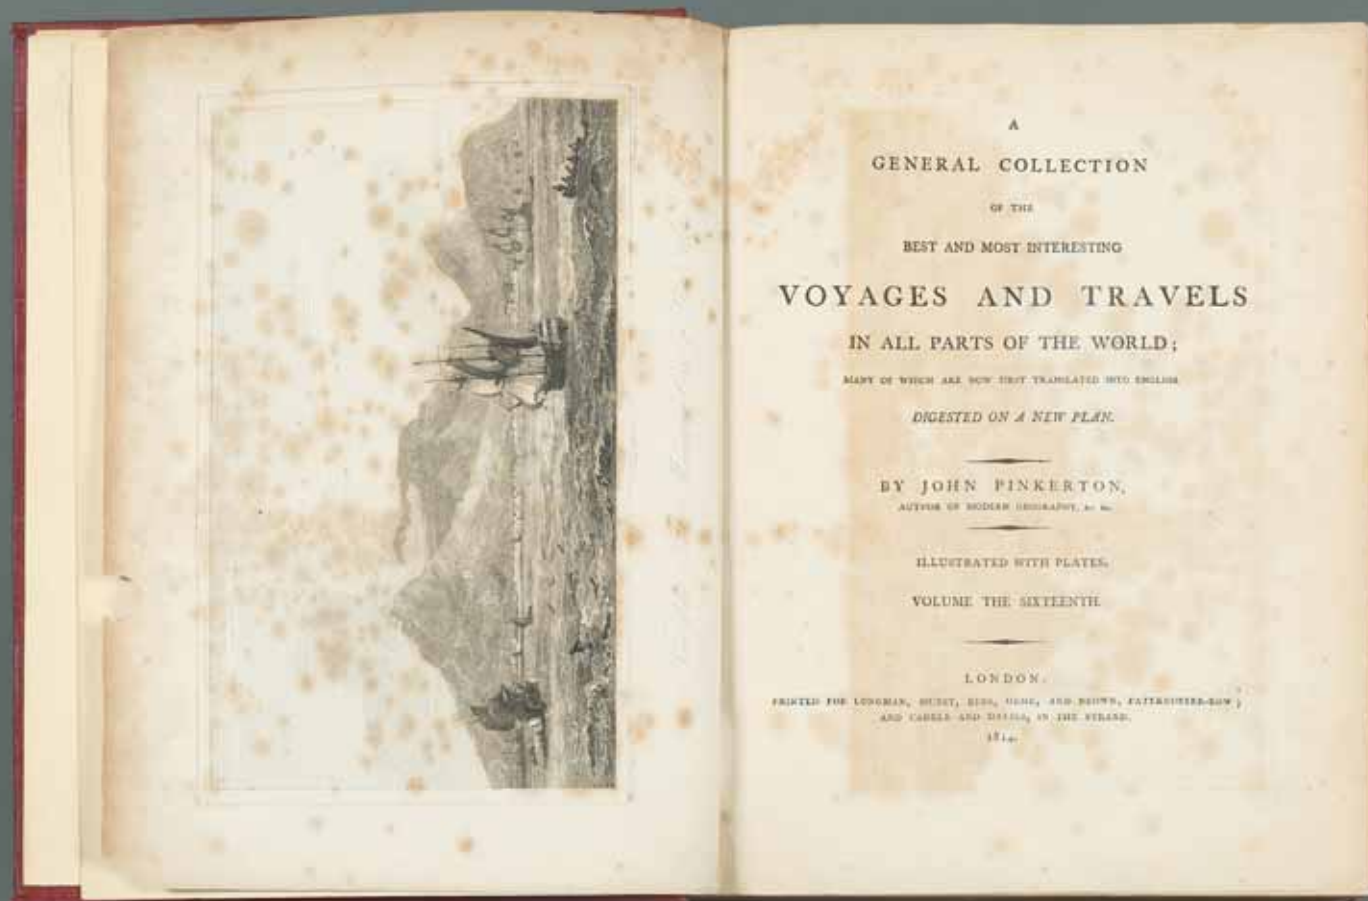 A
GENERAL COLLECTION
OF THE
BEST AND MOST INTERESTING
VOYAGES AND TRAVELS
IN ALL PARTS OF THE WORLD;
MANY OF WHICH ARE NOW FIRST TRANSLATED INTO ENGLISH
DIGESTED ON A NEW PLAN.
BY JOHN PINKERTON,
AUTHOR OF MODERN GEOGRAPHY, &c. &c.
ILLUSTRATED WITH PLATES.
VOLUME THE SIXTEENTH.
LONDON:
PRINTED FOR LONGMAN, HURST, REES, ORME, AND BROWN, PATERNOSTER-ROW;
AND CADELL AND DAVIES, IN THE STRAND.
1814.